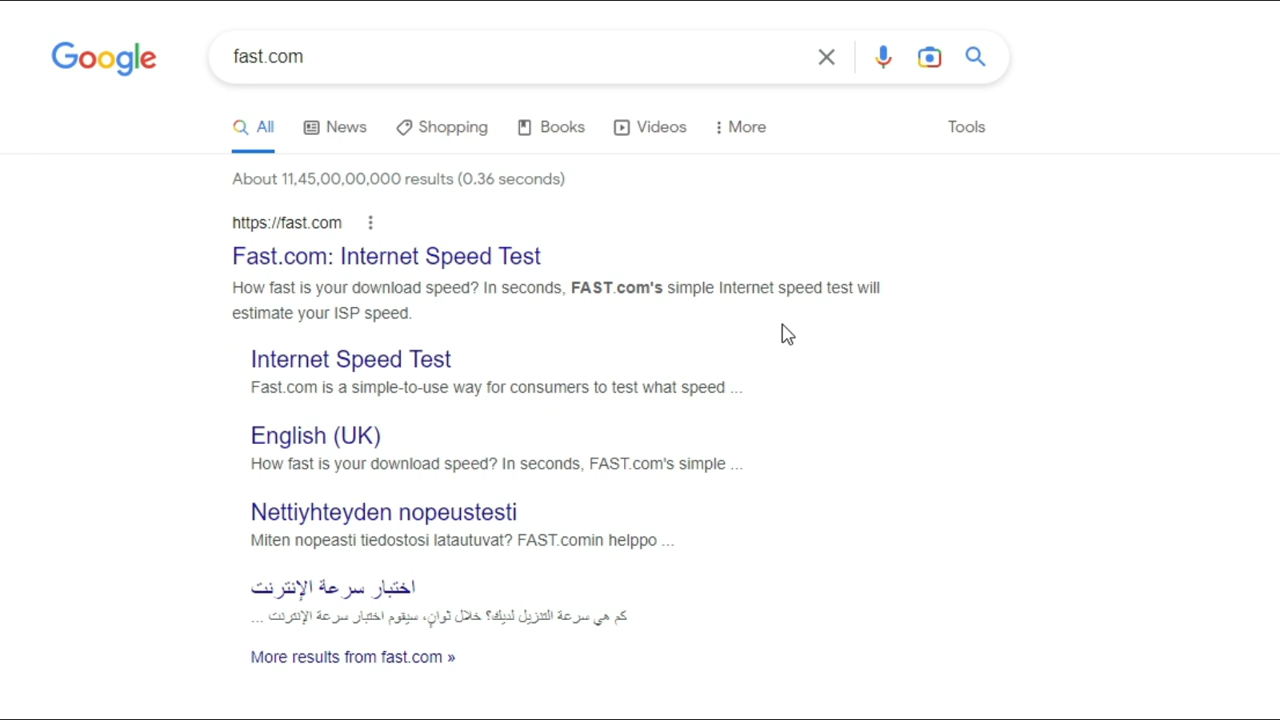 Google
fast.com
All News Shopping Books Videos More Tools
About 11,45,00,00,000 results (0.36 seconds)
https://fast.com
Fast.com: Internet Speed Test
How fast is your download speed? In seconds, FAST.com's simple Internet speed test will
estimate your ISP speed.
Internet Speed Test
Fast.com is a simple-to-use way for consumers to test what speed ...
English (UK)
How fast is your download speed? In seconds, FAST.com's simple ...
Nettiyhteyden nopeustesti
Miten nopeasti tiedostosi latautuvat? FAST.comin helppo ...
اختبار سرعة الإنترنت
كم هي سرعة التنزيل لديك؟ خلال ثوانٍ، سيقوم اختبار سرعة الإنترنت ...
More results from fast.com »